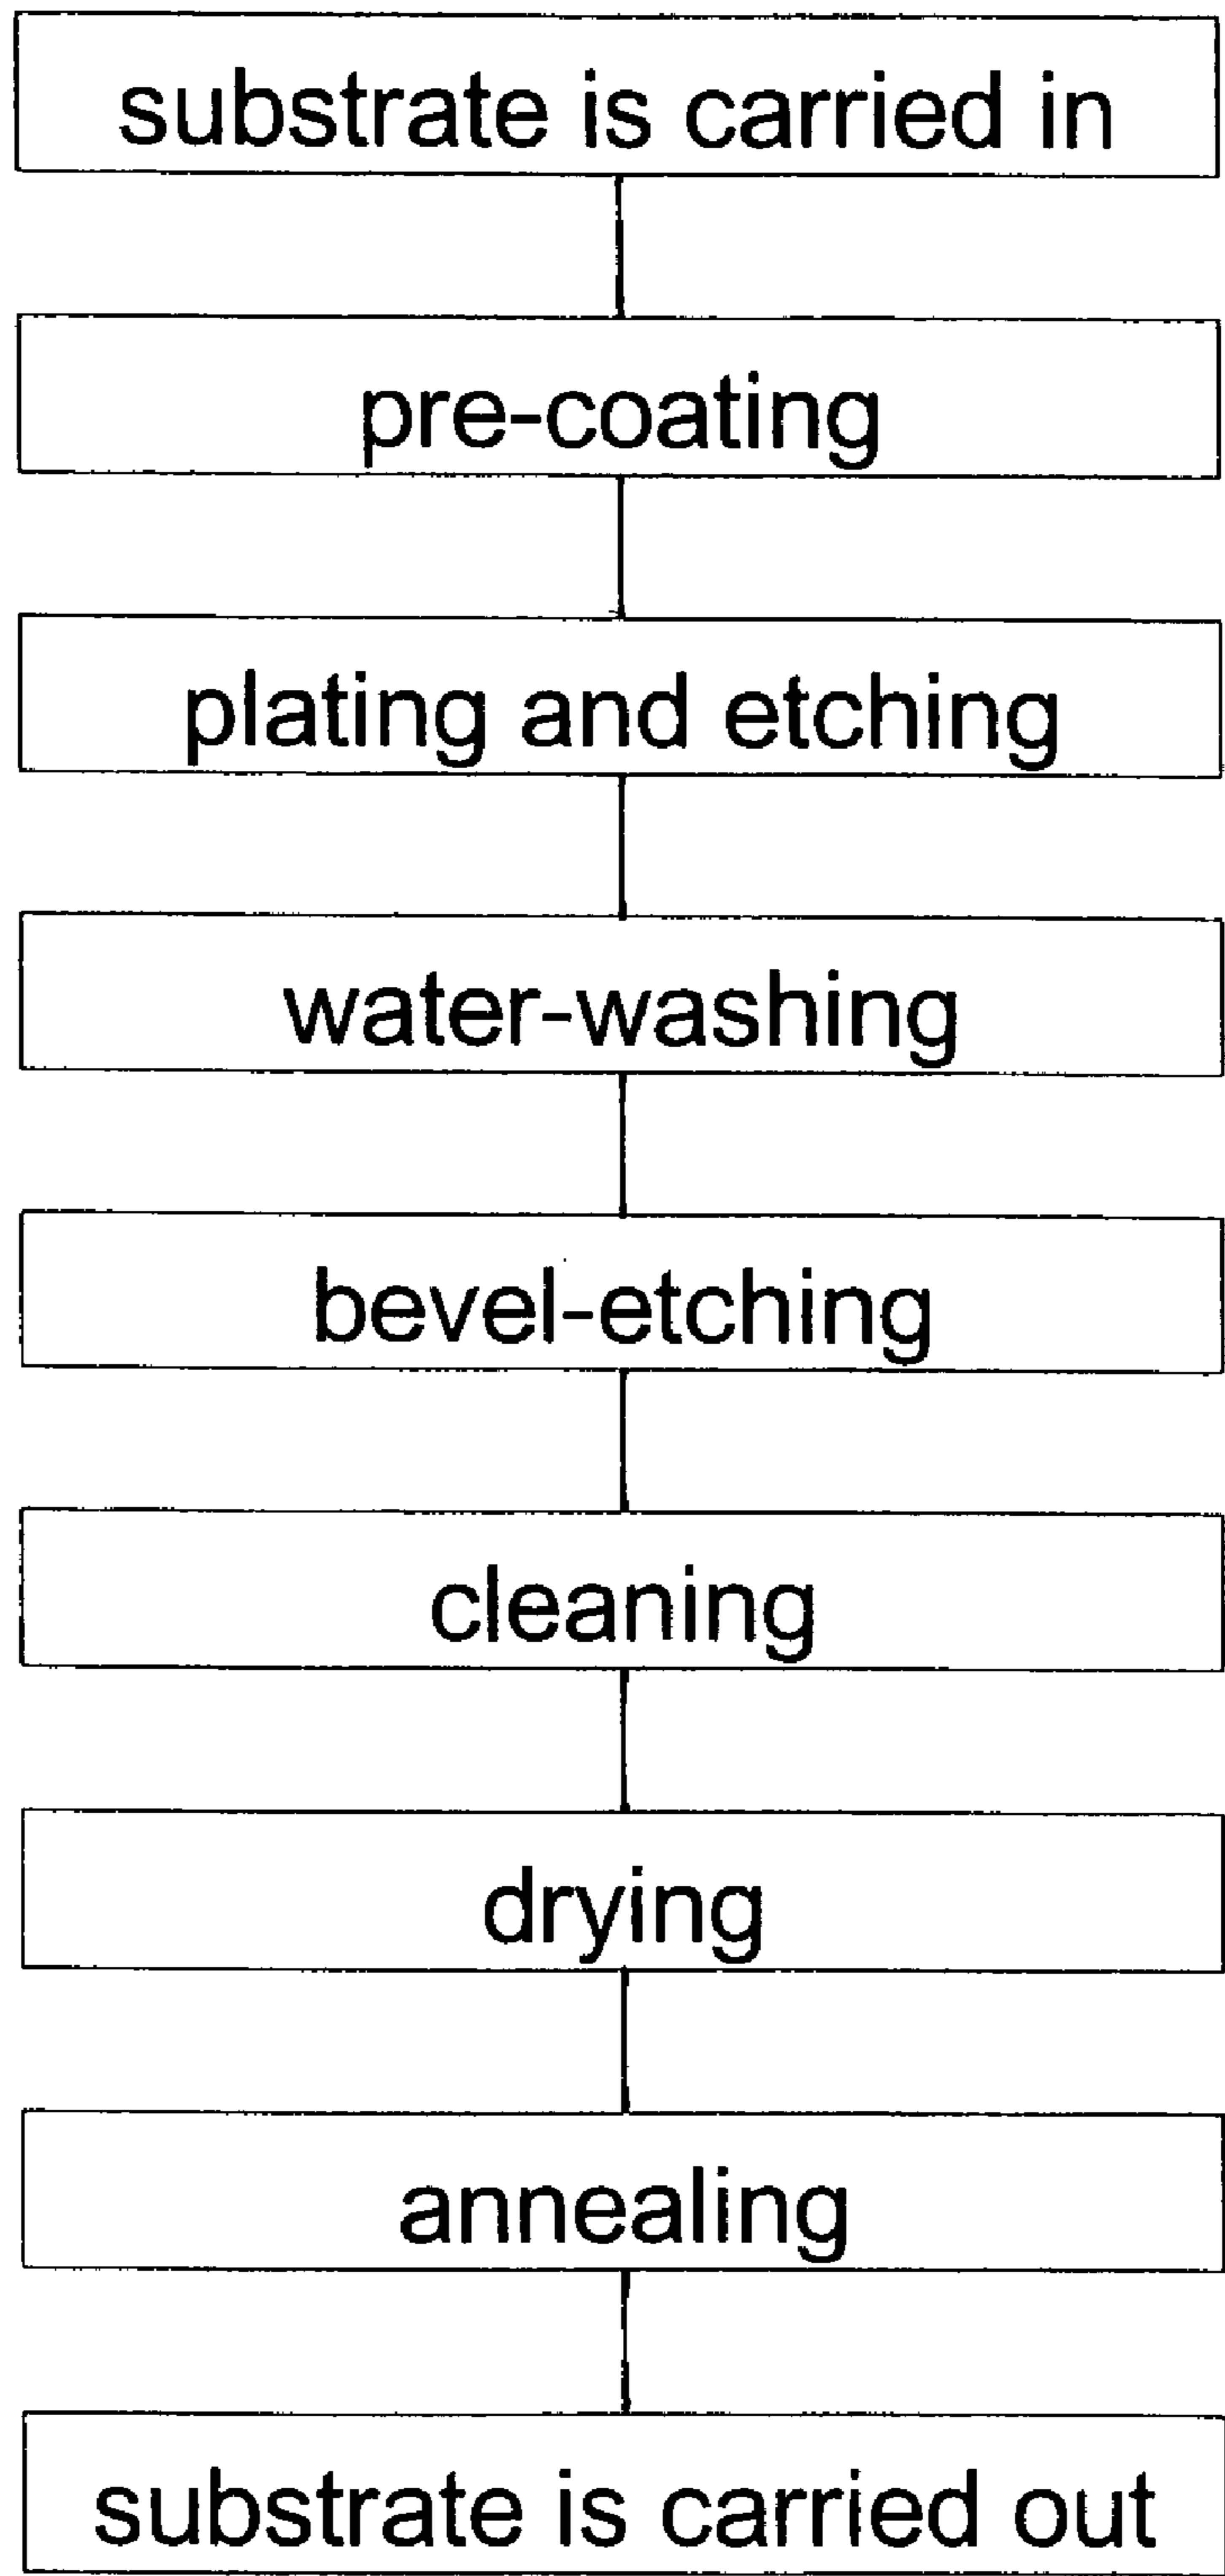 substrate is carried in
pre-coating
plating and etching
water-washing
bevel-etching
cleaning
drying
annealing
substrate is carried out